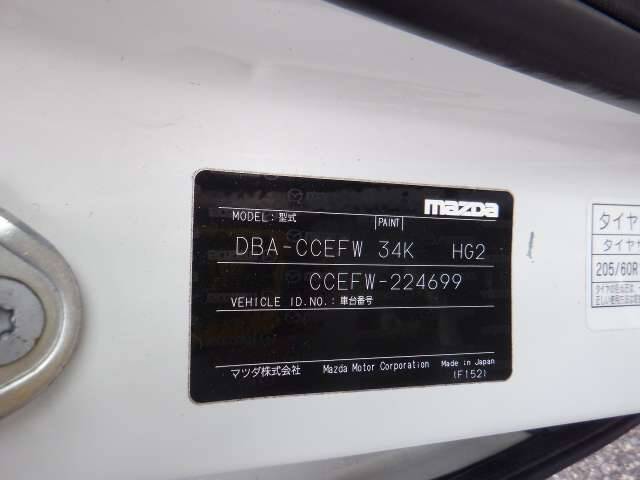 mazda
MODEL: 型式 PAINT
DBA-CCEFW 34K HG2
CCEFW-224699
VEHICLE ID.NO.: 車台番号
マツダ株式会社 Mazda Motor Corporation Made in Japan
(F152)
タイヤ
タイヤ
205/60R